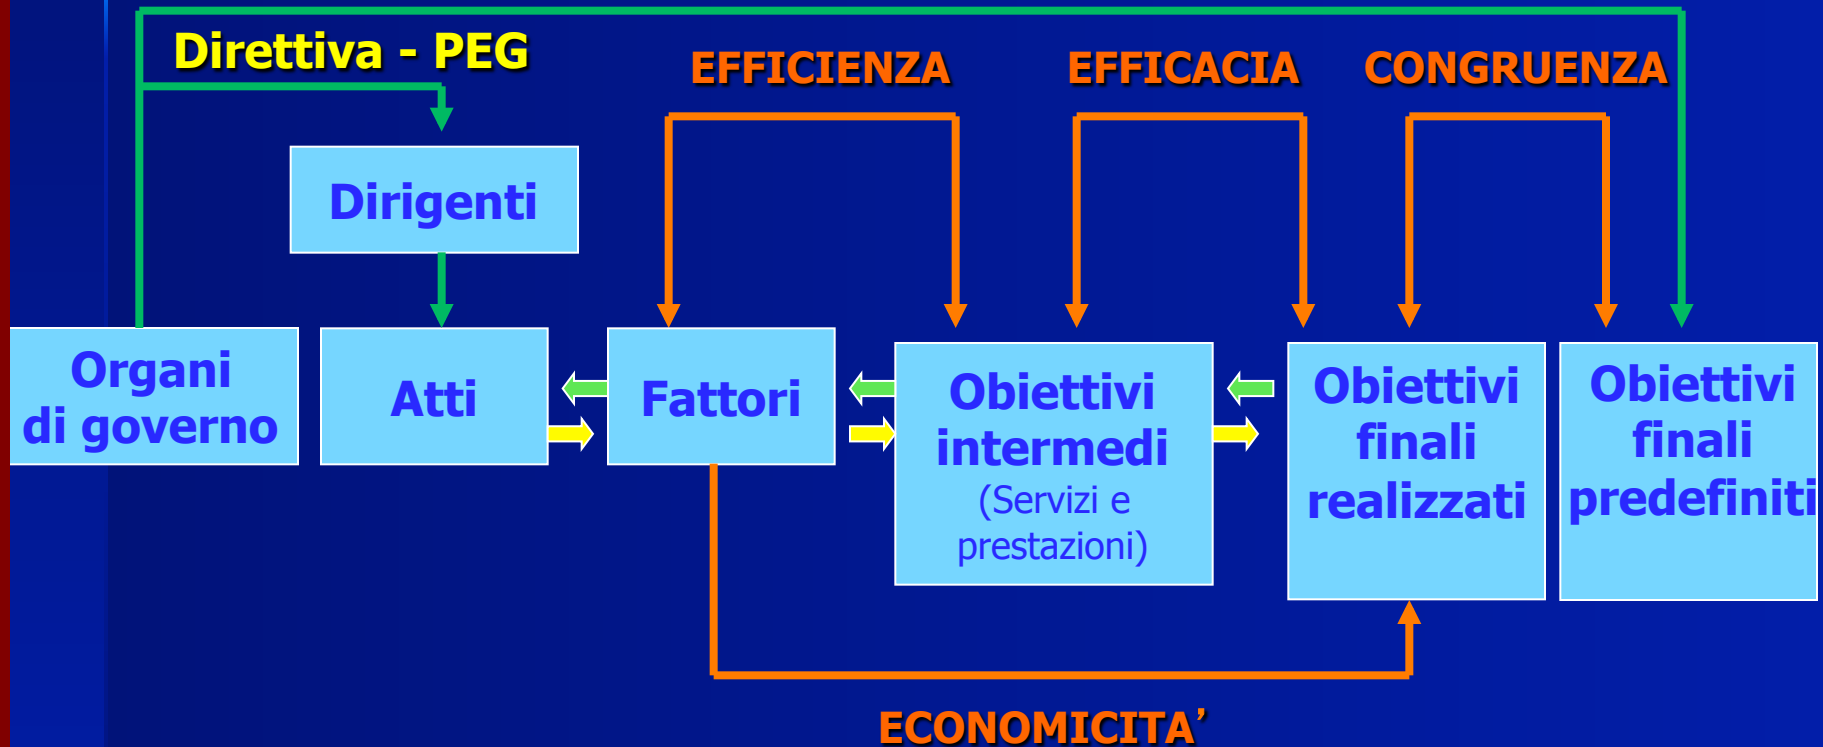 Direttiva - PEG
EFFICIENZA
EFFICACIA
CONGRUENZA
Dirigenti
Organi
di governo
Atti
Fattori
Obiettivi
intermedi
(Servizi e
prestazioni)
Obiettivi
finali
realizzati
Obiettivi
finali
predefiniti
ECONOMICITA’